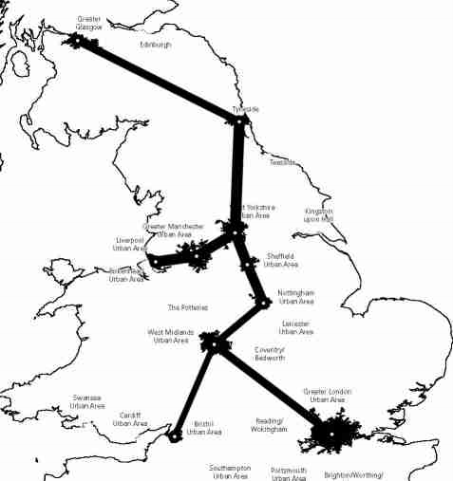 Greater
Glasgow
Edinburgh
Tyneside
Teesside
t Yorkshire
ban Area
Kingston
upon Hull
Greater Manchester
Urban Area
Liverpool
Urban Area
Birkenhead
Urban Area
Sheffield
Urban Area
Nottingham
Urban Area
The Potteries
Leicester
Urban Area
West Midlands
Urban Area
Coventry/
Bedworth
Greater London
Urban Area
Swansea
Urban Area
Cardiff
Urban Area
Bristol
Urban Area
Reading/
Wokingham
Southampton
Urban Area
Portsmouth
Urban Area
Brighton/Worthing/